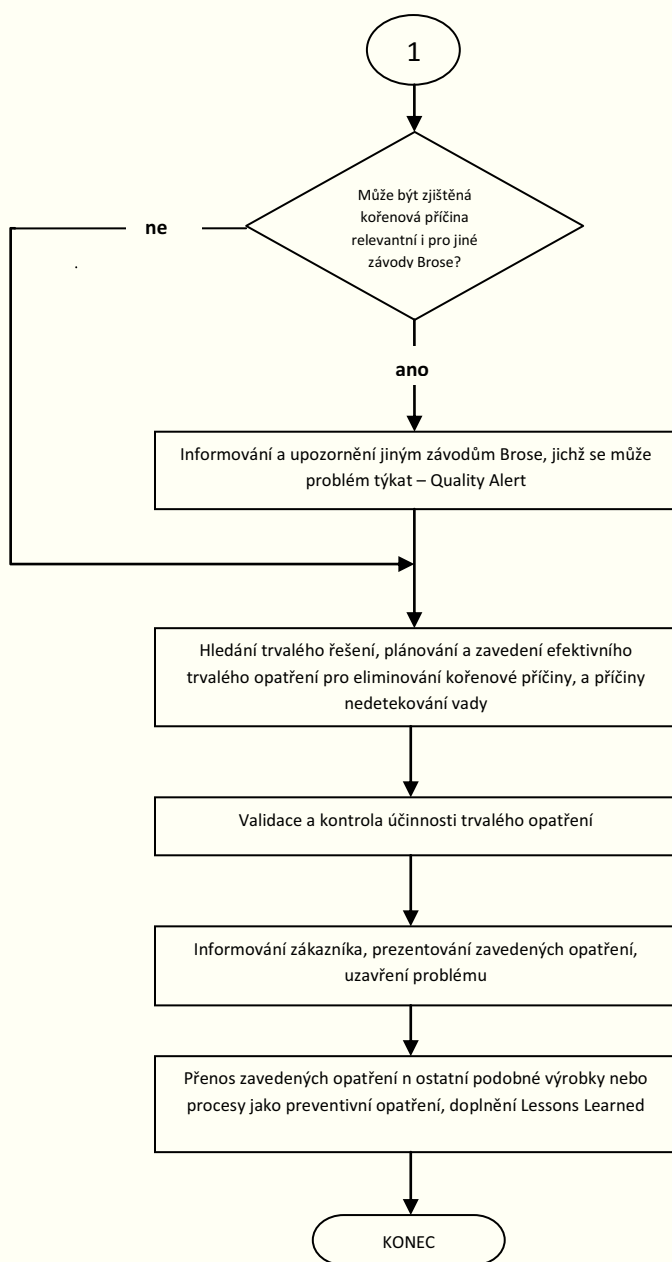 1
Může být zjištěná
kořenová příčina
relevantní i pro jiné
závody Brose?
ne
.
ano
Informování a upozornění jiným závodům Brose, jichž se může
problém týkat – Quality Alert
Hledání trvalého řešení, plánování a zavedení efektivního
trvalého opatření pro eliminování kořenové příčiny, a příčiny
nedetekování vady
Validace a kontrola účinnosti trvalého opatření
Informování zákazníka, prezentování zavedených opatření,
uzavření problému
Přenos zavedených opatření n ostatní podobné výrobky nebo
procesy jako preventivní opatření, doplnění Lessons Learned
KONEC